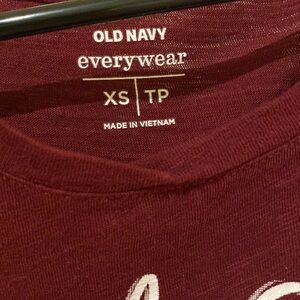 OLD NAVY
everywear
XS | TP
MADE IN VIETNAM